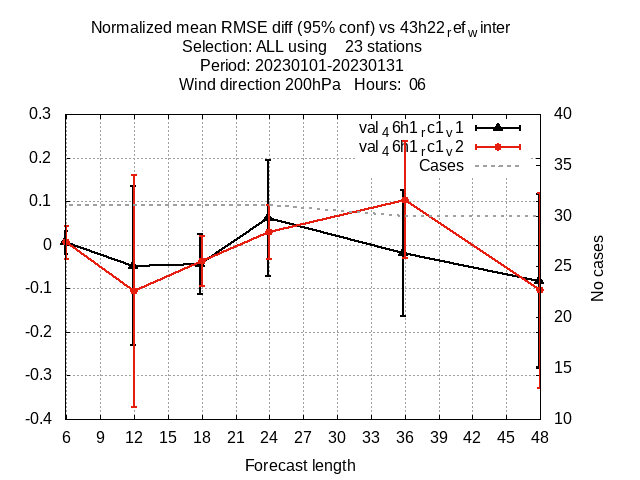 Normalized mean RMSE diff (95% conf) vs 43h22refwinter
Selection: ALL using 23 stations
Period: 20230101-20230131
Wind direction 200hPa Hours: 06
val46h1rc1v1
val46h1rc1v2
Cases
0.3
0.2
0.1
0
-0.1
-0.2
-0.3
-0.4
40
35
30
25
20
15
10
No cases
6 9 12 15 18 21 24 27 30 33 36 39 42 45 48
Forecast length